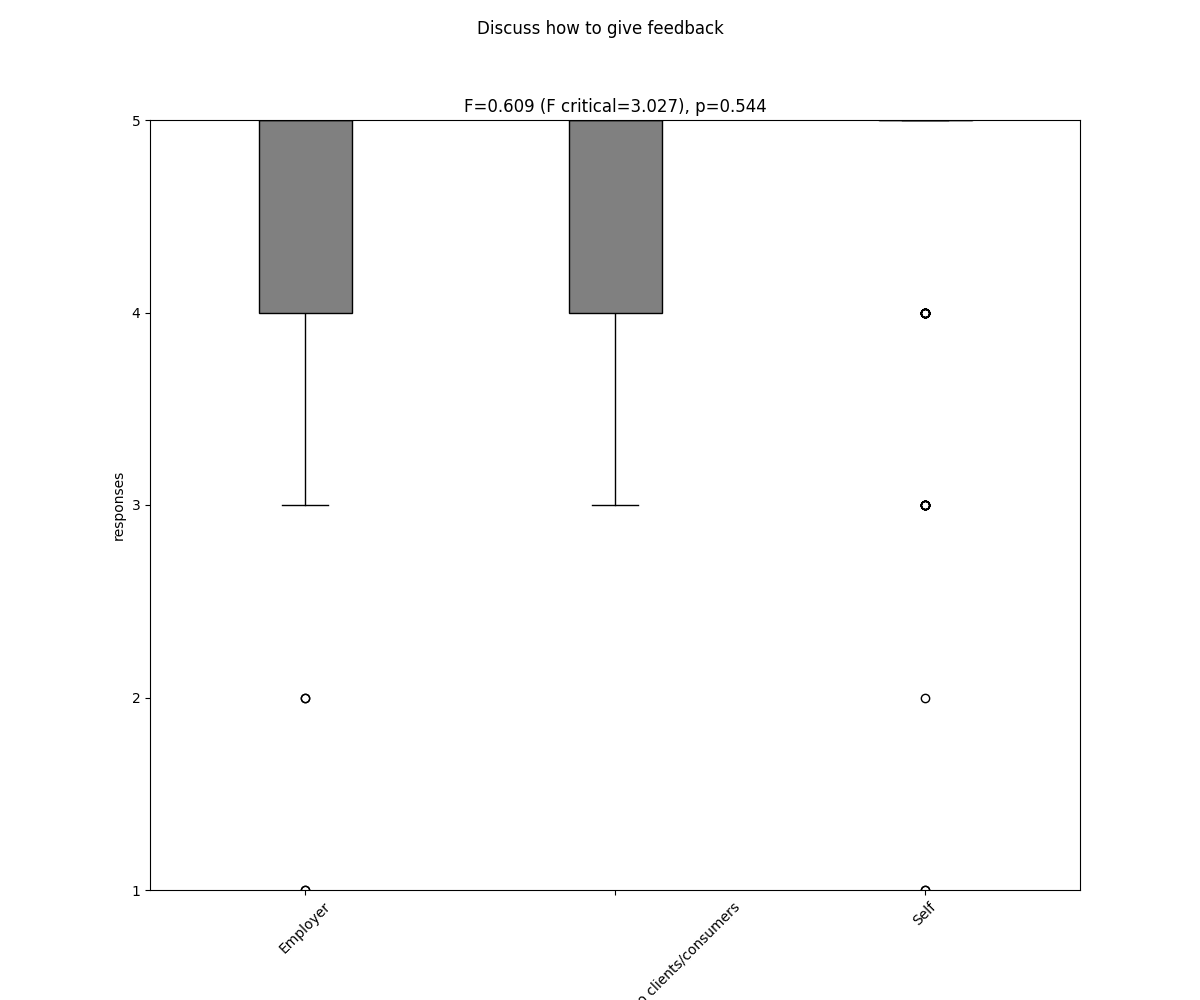 Discuss how to give feedback
F=0.609 (F critical=3.027), p=0.544
5
4
3
2
1
responses
Employer
clients/consumers
Self